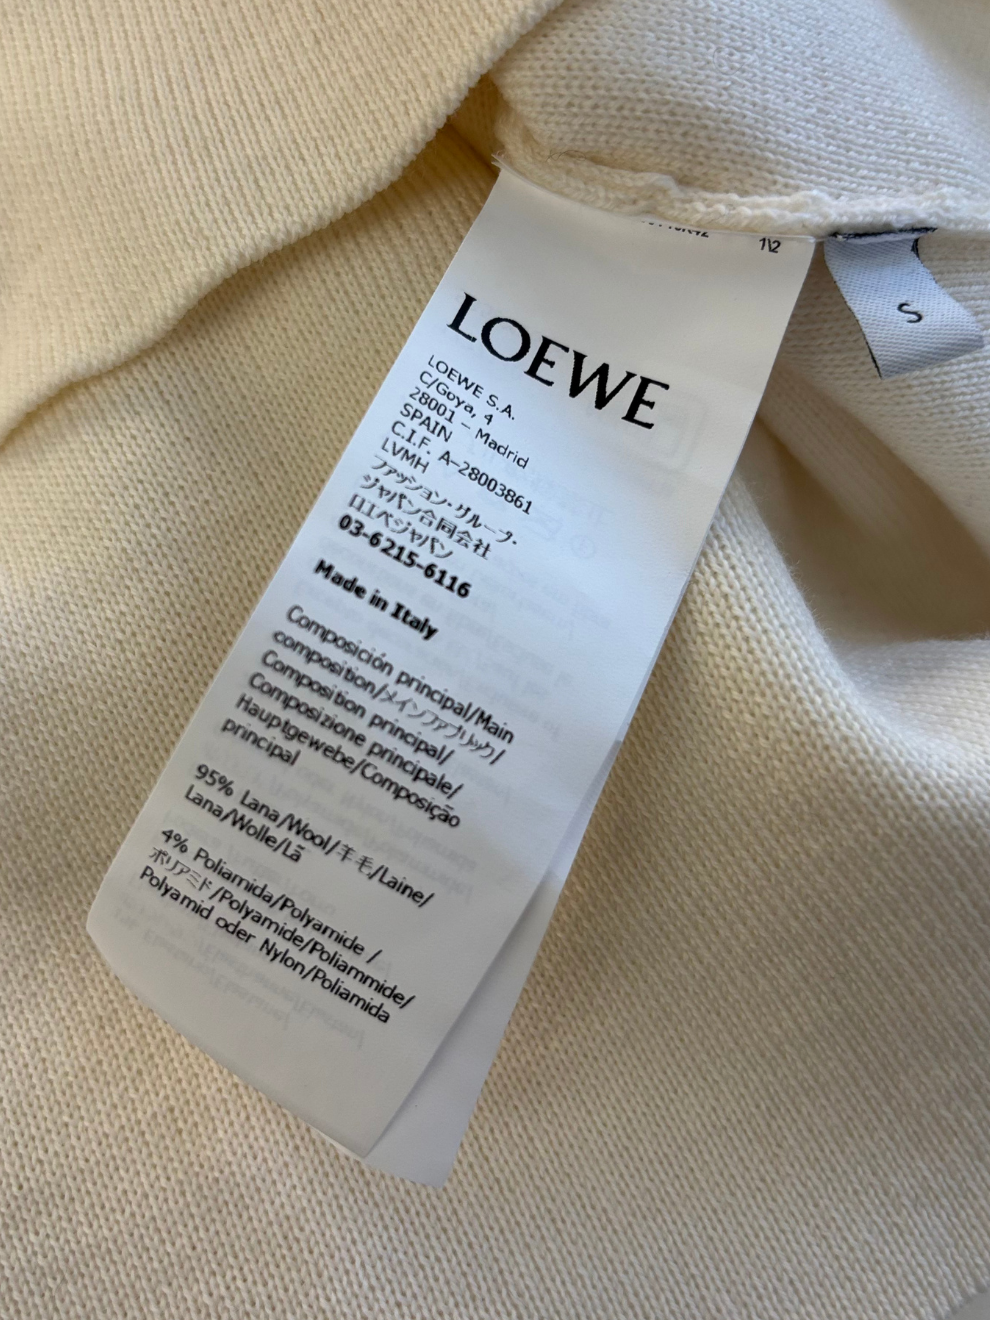 1\2
S
LOEWE
LOEWE S.A.
C/Goya, 4
28001 – Madrid
SPAIN
C.I.F. A-28003861
LVMH
ファッション・グループ・
ジャパン合同会社
ロエベジャパン
03-6215-6116
Made in Italy
Composición principal/Main
composition/メインファブリック/
Composition principal/
Composizione principale/
Hauptgewebe/Composição
principal
95% Lana/Wool/羊毛/Laine/
Lana/Wolle/Lã
4% Poliamida/Polyamide /
ポリアミド/Polyamide/Poliammide/
Polyamid oder Nylon/Poliamida